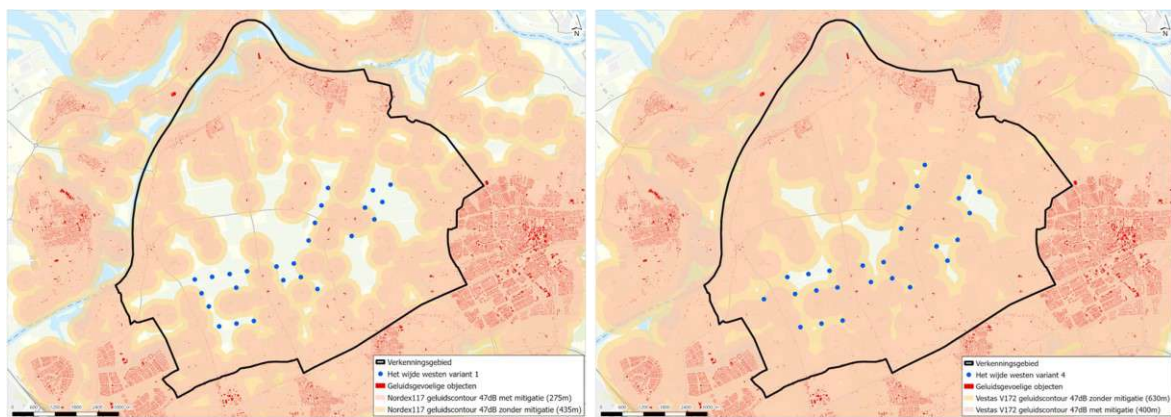 N
Verkenningsgebied
Het wijde westen variant 1
Geluidsgevoelige objecten
Nordex117 geluidscontour 47dB met mitigatie (275m)
Nordex117 geluidscontour 47dB zonder mitigatie (435m)
N
Verkenningsgebied
Het wijde westen variant 4
Geluidsgevoelige objecten
Vestas V172 geluidscontour 47dB zonder mitigatie (630m)
Vestas V172 geluidscontour 47dB met mitigatie (400m)